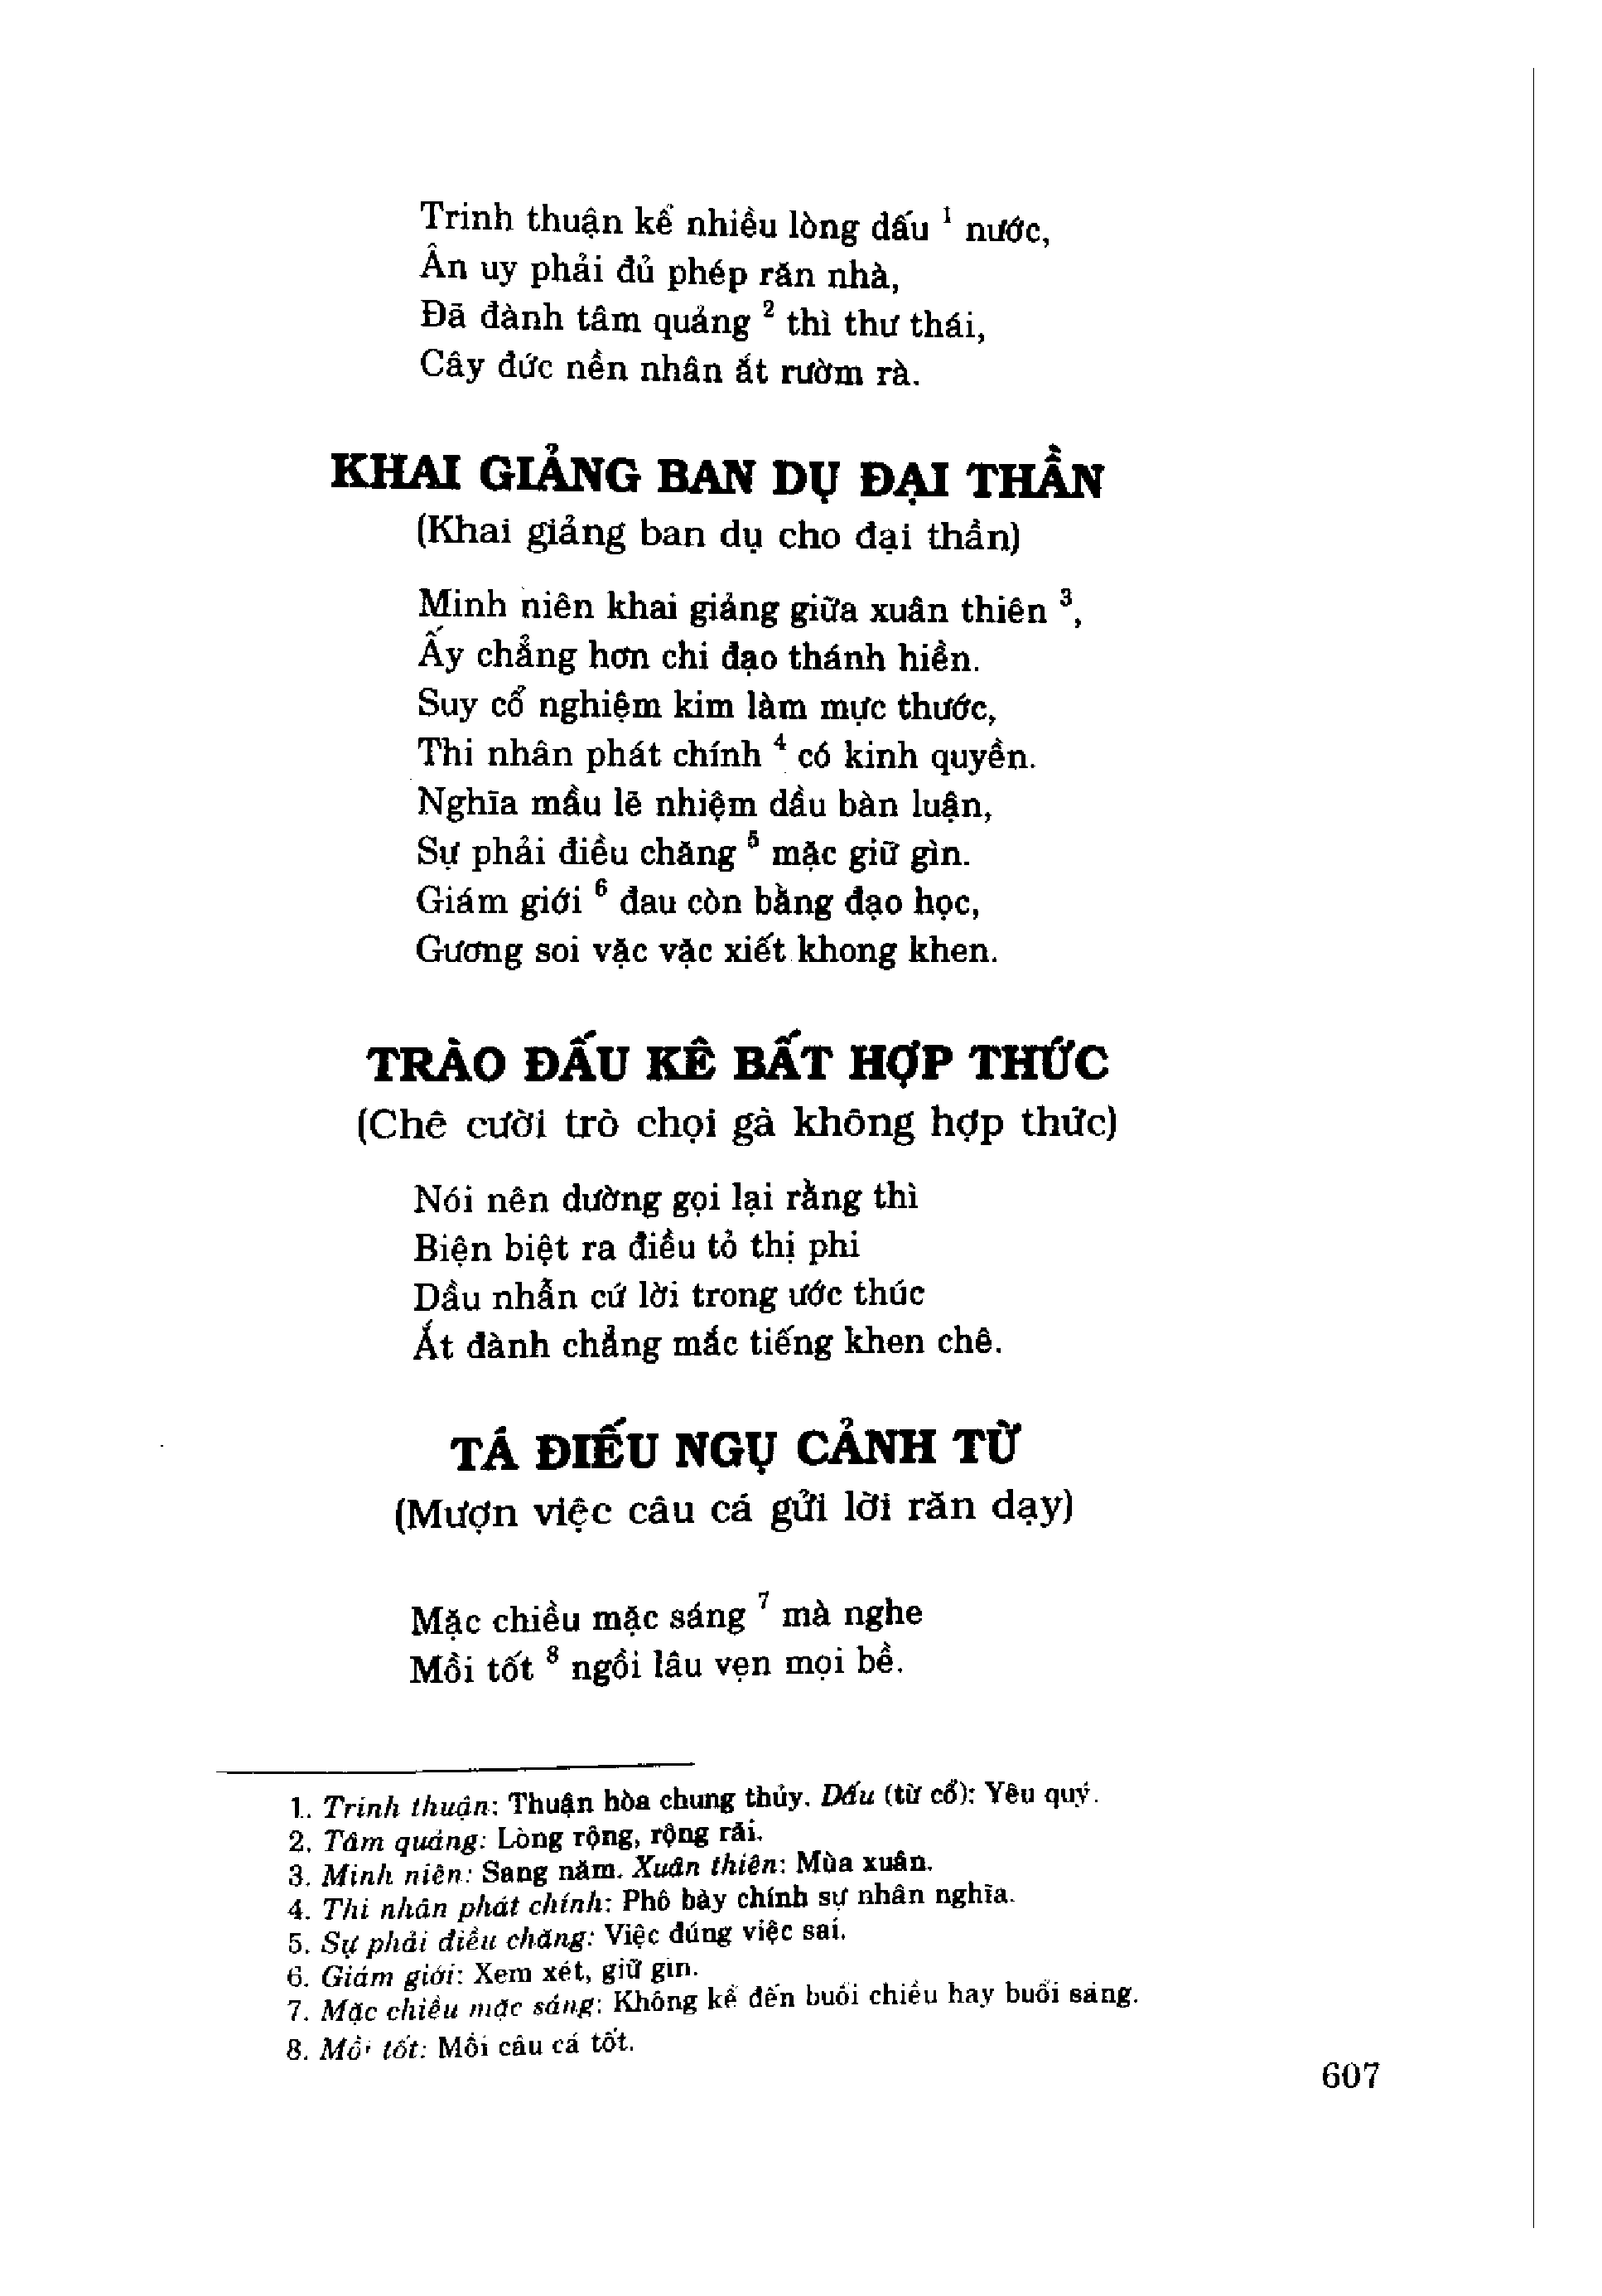 Trinh thuận kể nhiều lòng dấu 1 nước,
Ân uy phải đủ phép răn nhà,
Đã đành tâm quảng 2 thì thư thái,
Cây đức nền nhân ắt rườm rà.
KHAI GIẢNG BAN DỤ ĐẠI THẦN
(Khai giảng ban dụ cho đại thần)
Minh niên khai giảng giữa xuân thiên 3,
Ấy chẳng hơn chi đạo thánh hiền.
Suy cổ nghiệm kim làm mực thước,
Thi nhân phát chính 4 có kinh quyền.
Nghĩa mầu lẽ nhiệm dầu bàn luận,
Sự phải điều chăng 5 mặc giữ gìn.
Giám giới 6 đau còn bằng đạo học,
Gương soi vặc vặc xiết khong khen.
TRÀO ĐẤU KÊ BẤT HỢP THỨC
(Chê cười trò chọi gà không hợp thức)
Nói nên dường gọi lại rằng thì
Biện biệt ra điều tỏ thị phi
Dầu nhẫn cứ lời trong ước thúc
Ắt đành chẳng mắc tiếng khen chê.
TÁ ĐIẾU NGỤ CẢNH TỪ
(Mượn việc câu cá gửi lời răn dạy)
Mặc chiều mặc sáng 7 mà nghe
Mồi tốt 8 ngồi lâu vẹn mọi bề.
1. Trinh thuận: Thuận hòa chung thủy. Dấu (từ cổ): Yêu quý.
2. Tâm quảng: Lòng rộng, rộng rãi.
3. Minh niên: Sang năm. Xuân thiên: Mùa xuân.
4. Thi nhân phát chính: Phô bày chính sự nhân nghĩa.
5. Sự phải điều chăng: Việc đúng việc sai.
6. Giám giới: Xem xét, giữ gìn.
7. Mặc chiều mặc sáng: Không kể đến buổi chiều hay buổi sáng.
8. Mồi tốt: Mồi câu cá tốt.
607